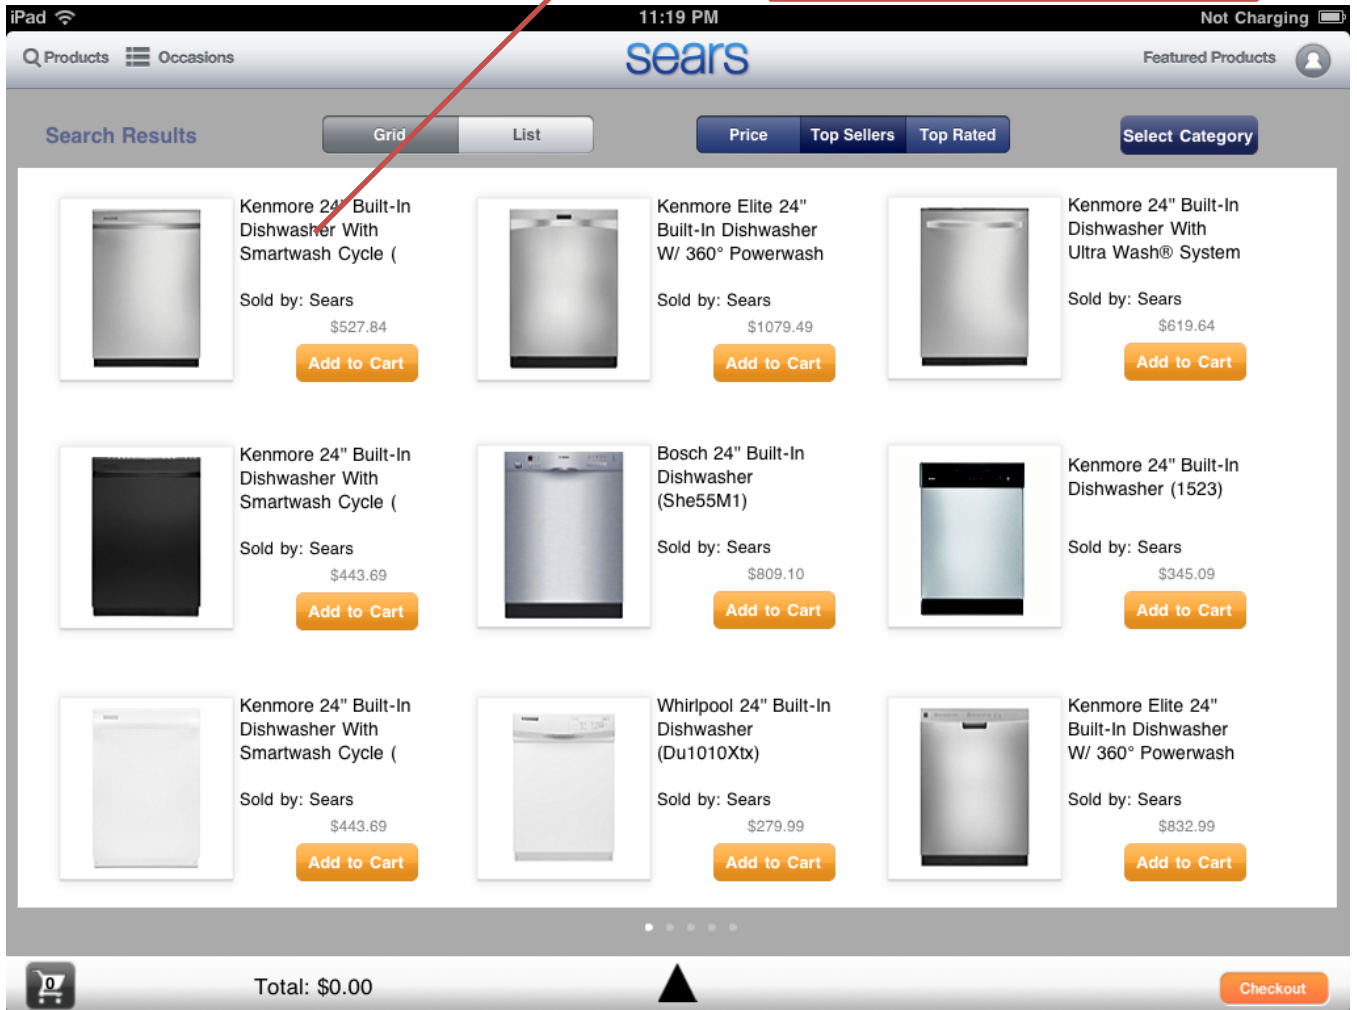 iPad
11:19 PM
Not Charging
Products
Occasions
sears
Featured Products
Search Results
Grid
List
Price
Top Sellers
Top Rated
Select Category
Kenmore 24" Built-In
Dishwasher With
Smartwash Cycle (
Sold by: Sears
$527.84
Add to Cart
Kenmore Elite 24"
Built-In Dishwasher
W/ 360° Powerwash
Sold by: Sears
$1079.49
Add to Cart
Kenmore 24" Built-In
Dishwasher With
Ultra Wash® System
Sold by: Sears
$619.64
Add to Cart
Kenmore 24" Built-In
Dishwasher With
Smartwash Cycle (
Sold by: Sears
$443.69
Add to Cart
Bosch 24" Built-In
Dishwasher
(She55M1)
Sold by: Sears
$809.10
Add to Cart
Kenmore 24" Built-In
Dishwasher (1523)
Sold by: Sears
$345.09
Add to Cart
Kenmore 24" Built-In
Dishwasher With
Smartwash Cycle (
Sold by: Sears
$443.69
Add to Cart
Whirlpool 24" Built-In
Dishwasher
(Du1010Xtx)
Sold by: Sears
$279.99
Add to Cart
Kenmore Elite 24"
Built-In Dishwasher
W/ 360° Powerwash
Sold by: Sears
$832.99
Add to Cart
0
Total: $0.00
Checkout